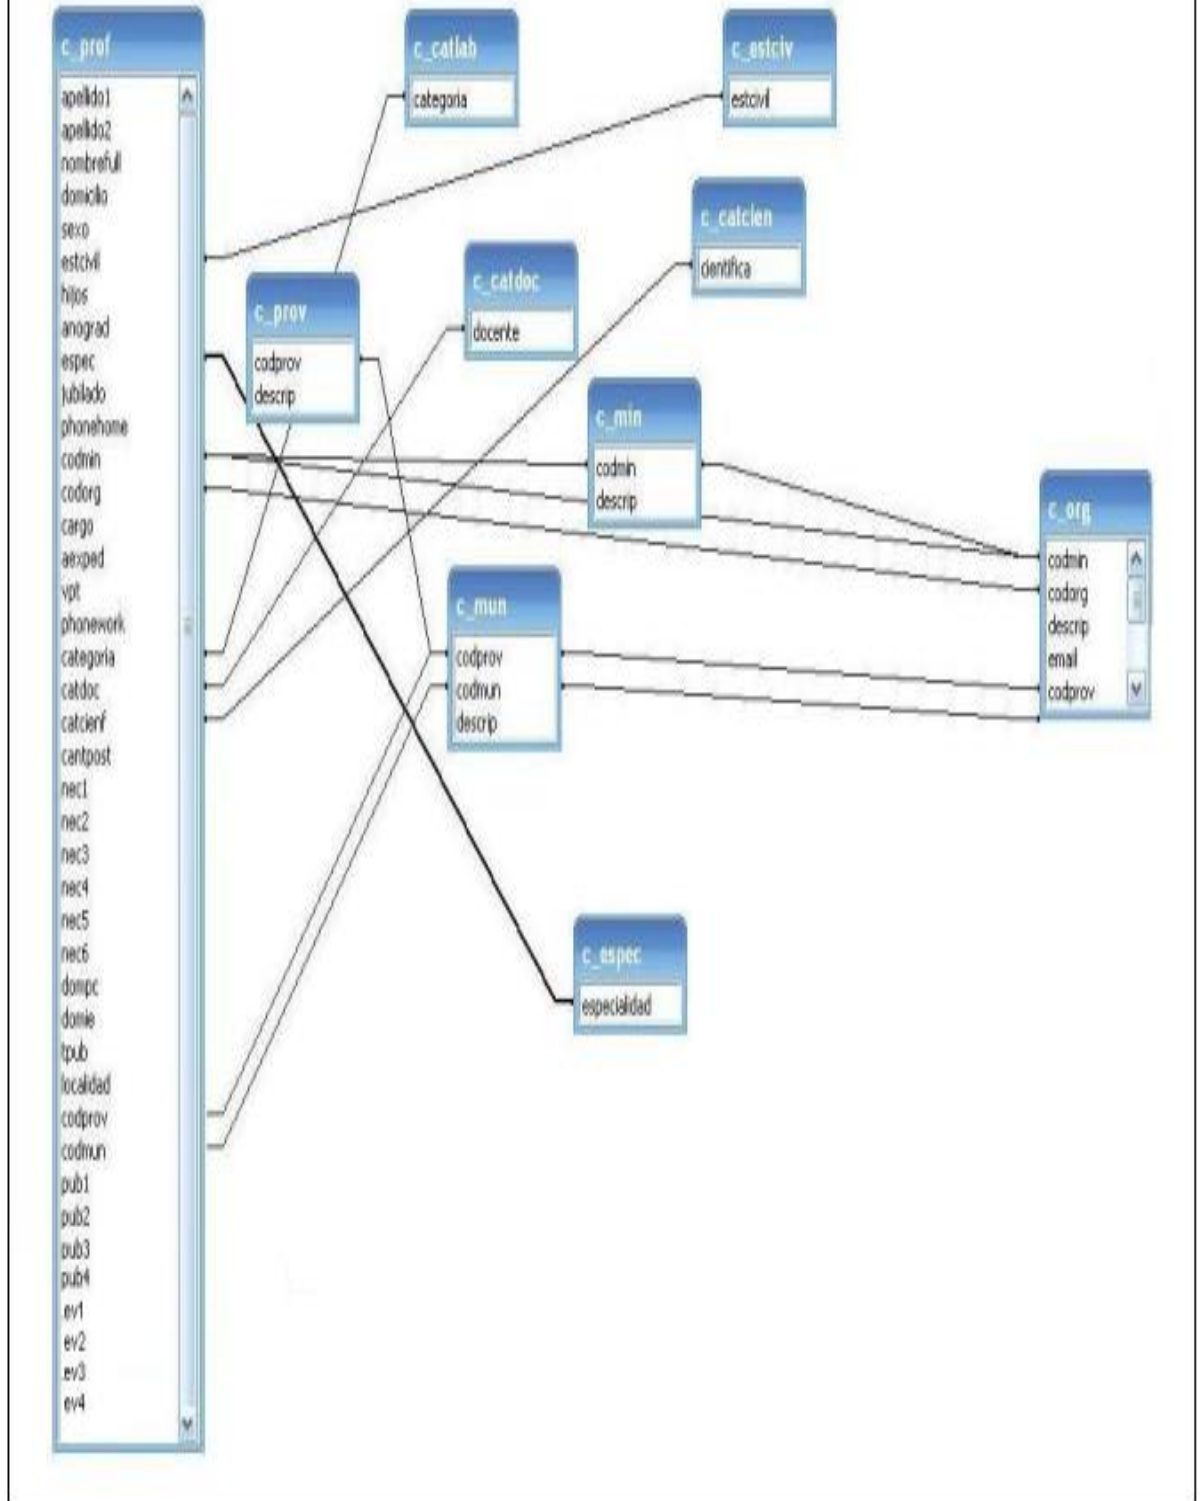 c_prof
apellido1
apellido2
nombrefull
domicilio
sexo
estcivil
hijos
anograd
espec
jubilado
phonehome
codmin
codorg
cargo
aexped
vpt
phonework
categoria
catdoc
catcienf
cantpost
nec1
nec2
nec3
nec4
nec5
nec6
dompc
domie
tpub
localidad
codprov
codmun
pub1
pub2
pub3
pub4
ev1
ev2
ev3
ev4
c_catlab
categoria
c_estciv
estcivil
c_catcien
cientifica
c_catdoc
docente
c_prov
codprov
descrip
c_min
codmin
descrip
c_org
codmin
codorg
descrip
email
codprov
c_mun
codprov
codmun
descrip
c_espec
especialidad